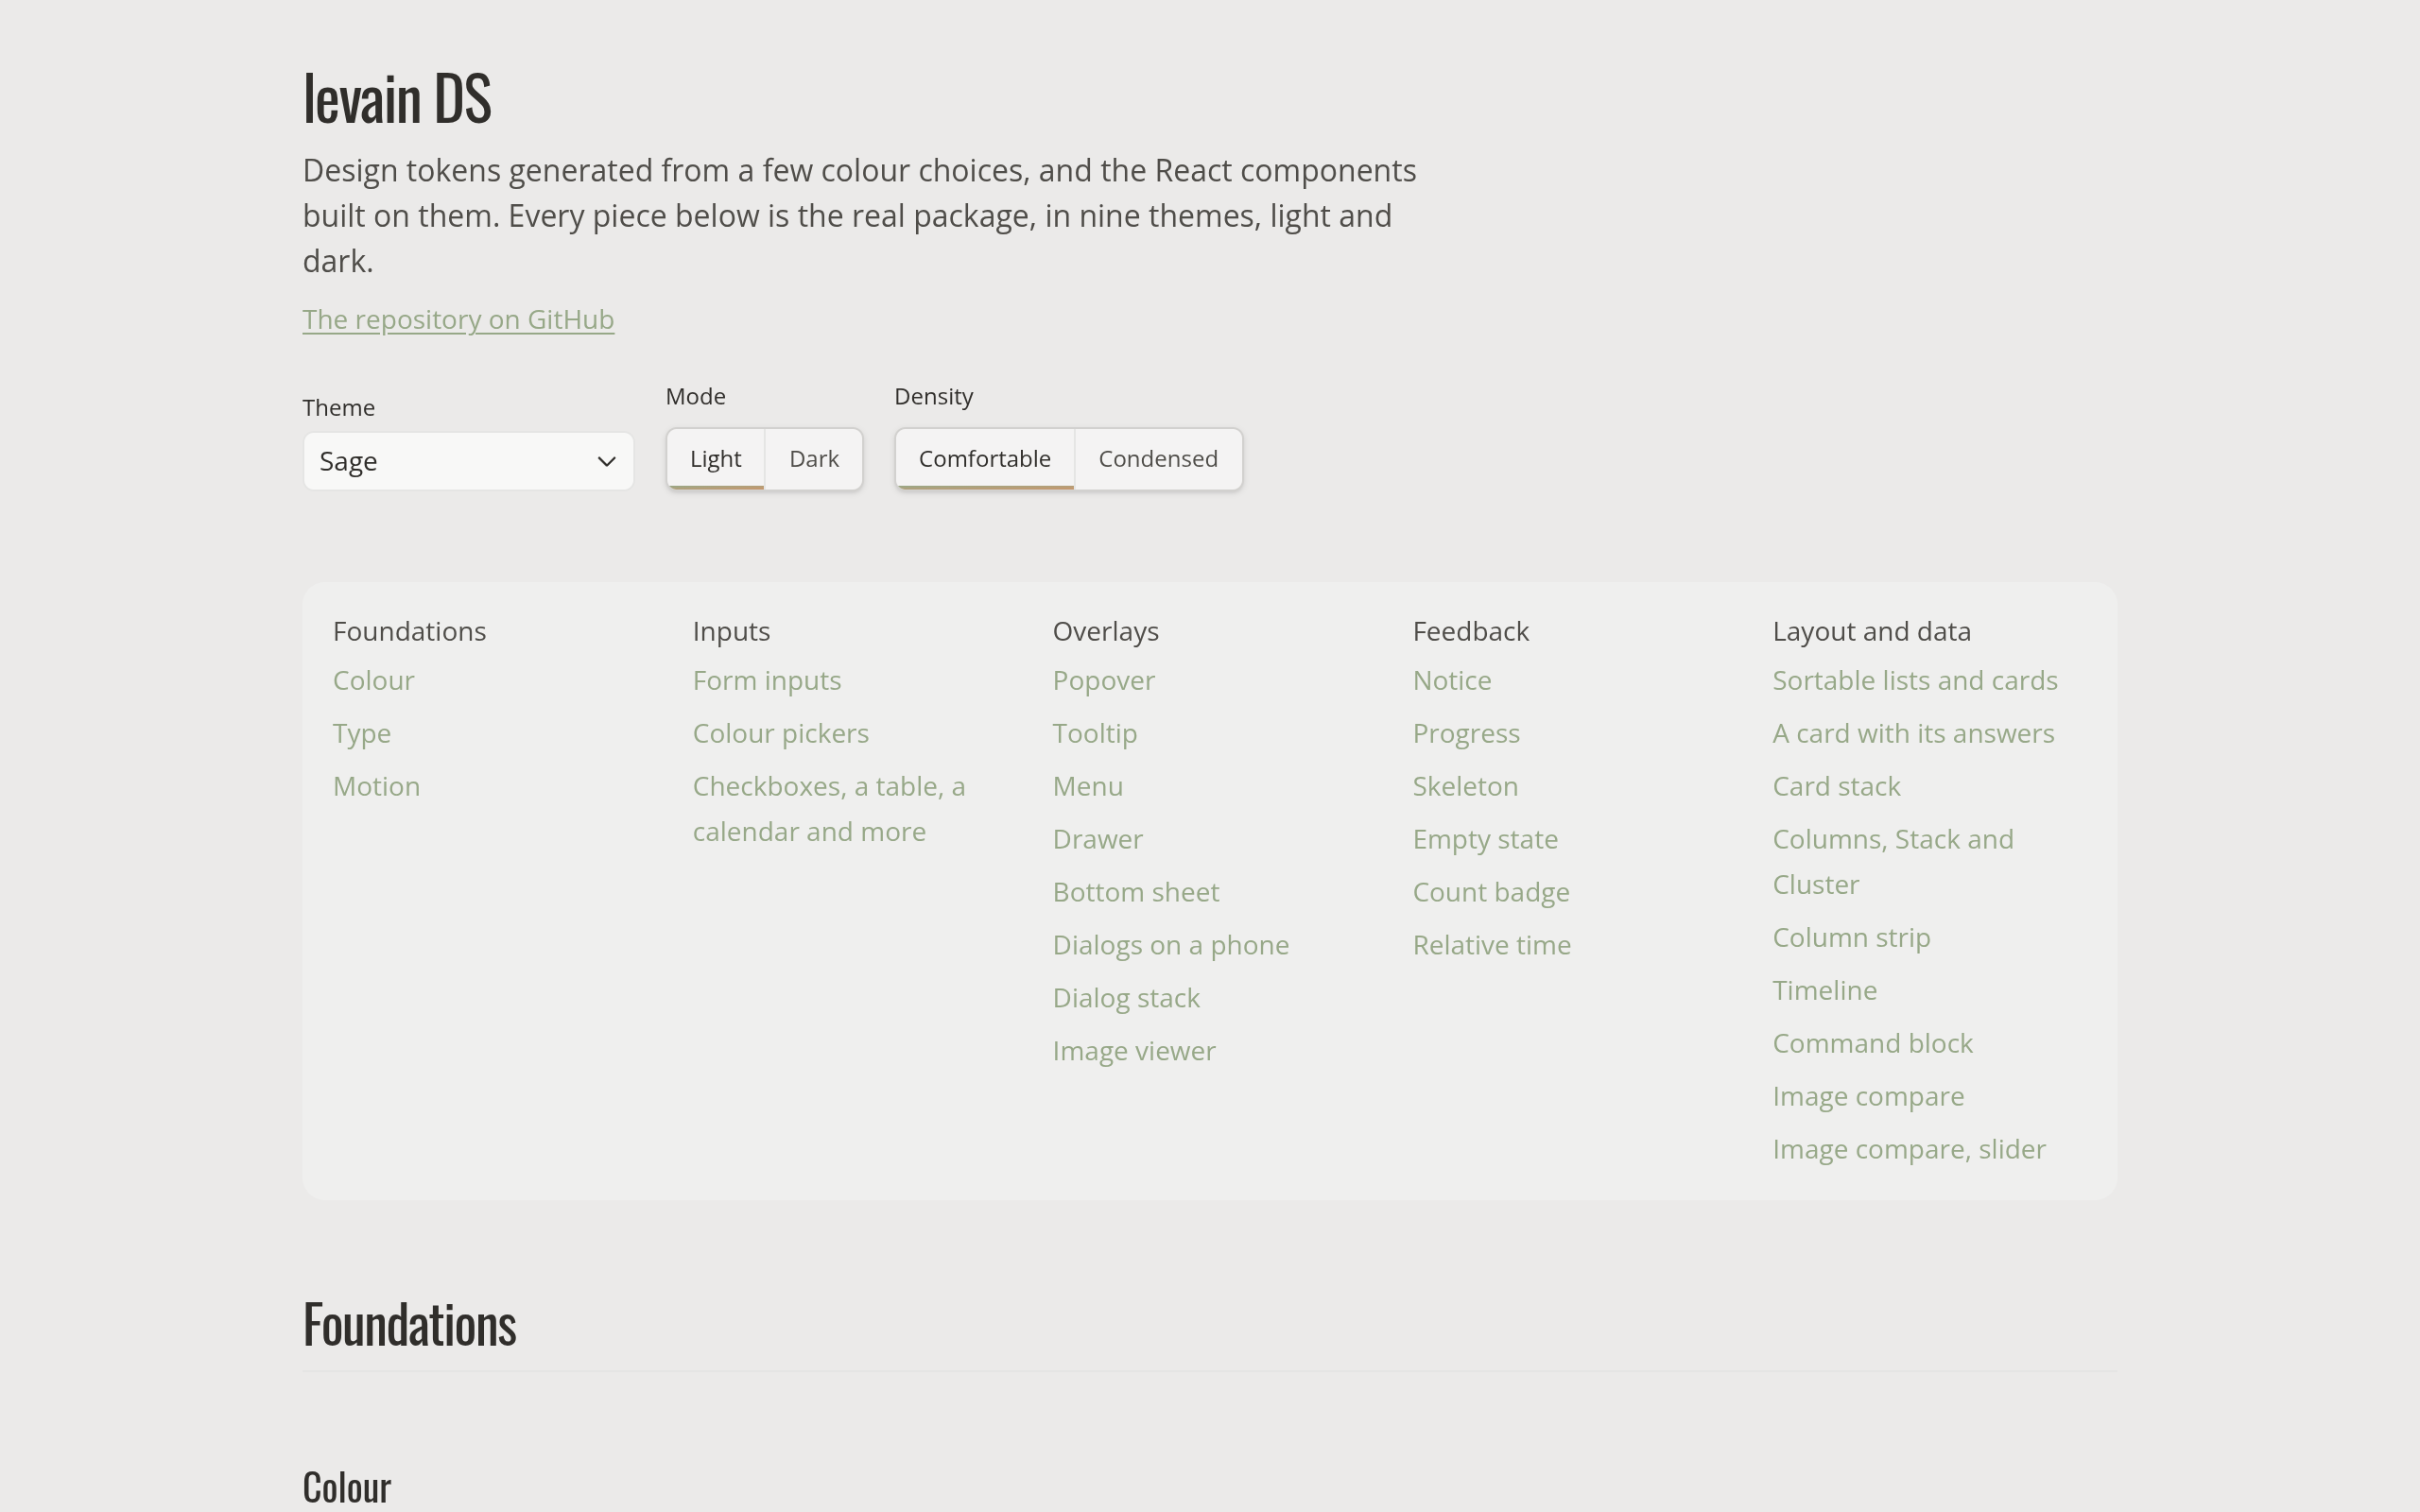 levain DS
Design tokens generated from a few colour choices, and the React components
built on them. Every piece below is the real package, in nine themes, light and
dark.
The repository on GitHub
Theme
Sage
Mode
Light
Dark
Density
Comfortable
Condensed
Foundations
Colour
Type
Motion
Inputs
Form inputs
Colour pickers
Checkboxes, a table, a
calendar and more
Overlays
Popover
Tooltip
Menu
Drawer
Bottom sheet
Dialogs on a phone
Dialog stack
Image viewer
Feedback
Notice
Progress
Skeleton
Empty state
Count badge
Relative time
Layout and data
Sortable lists and cards
A card with its answers
Card stack
Columns, Stack and
Cluster
Column strip
Timeline
Command block
Image compare
Image compare, slider
Foundations
Colour